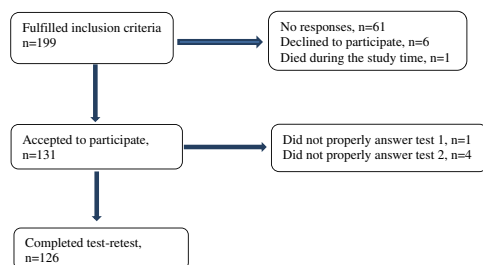 Fulfilled inclusion criteria
n=199
No responses, n=61
Declined to participate, n=6
Died during the study time, n=1
Accepted to participate,
n=131
Did not properly answer test 1, n=1
Did not properly answer test 2, n=4
Completed test-retest,
n=126